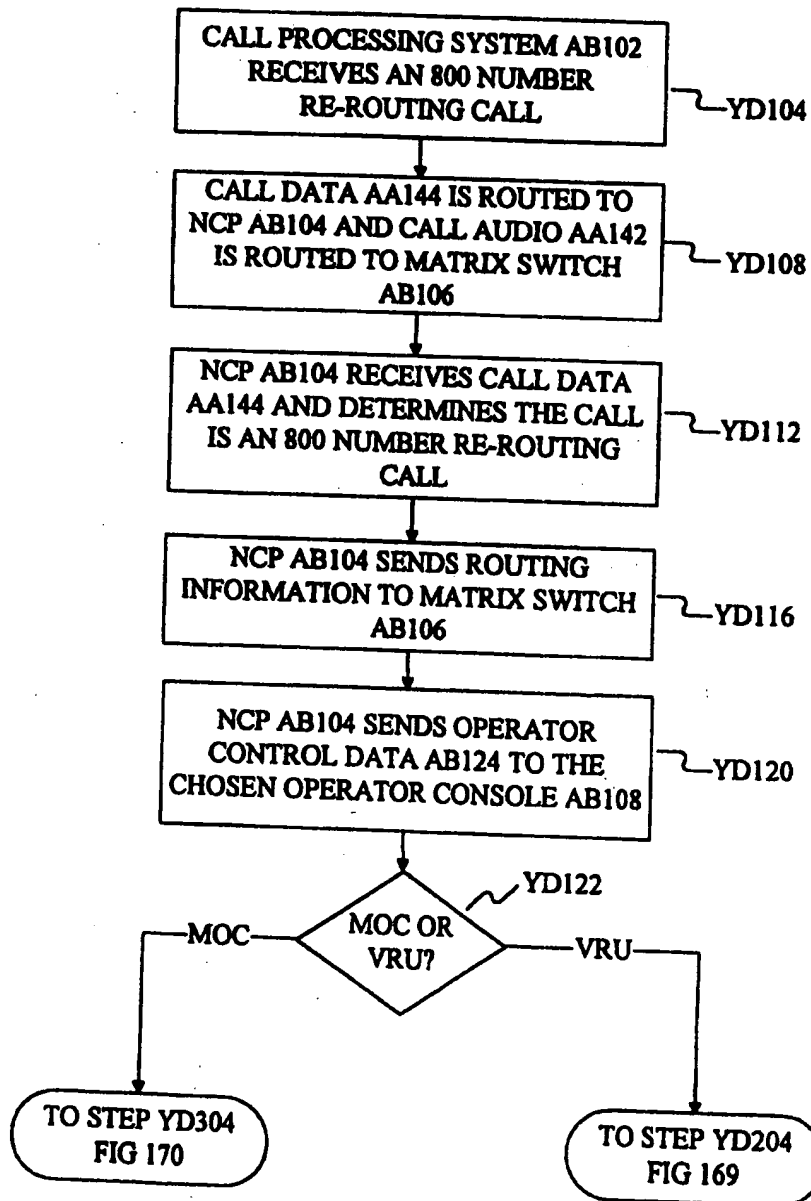 CALL PROCESSING SYSTEM AB102
RECEIVES AN 800 NUMBER
RE-ROUTING CALL
YD104
CALL DATA AA144 IS ROUTED TO
NCP AB104 AND CALL AUDIO AA142
IS ROUTED TO MATRIX SWITCH
AB106
YD108
NCP AB104 RECEIVES CALL DATA
AA144 AND DETERMINES THE CALL
IS AN 800 NUMBER RE-ROUTING
CALL
YD112
NCP AB104 SENDS ROUTING
INFORMATION TO MATRIX SWITCH
AB106
YD116
NCP AB104 SENDS OPERATOR
CONTROL DATA AB124 TO THE
CHOSEN OPERATOR CONSOLE AB108
YD120
YD122
MOC OR
VRU?
MOC
VRU
TO STEP YD304
FIG 170
TO STEP YD204
FIG 169